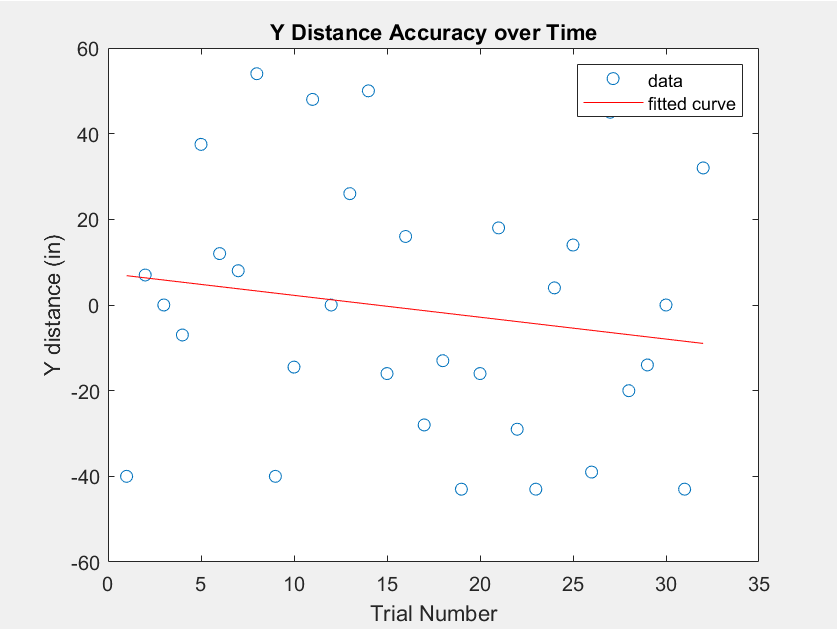 Y Distance Accuracy over Time
data
fitted curve
60
40
20
0
-20
-40
-60
Y distance (in)
0 5 10 15 20 25 30 35
Trial Number